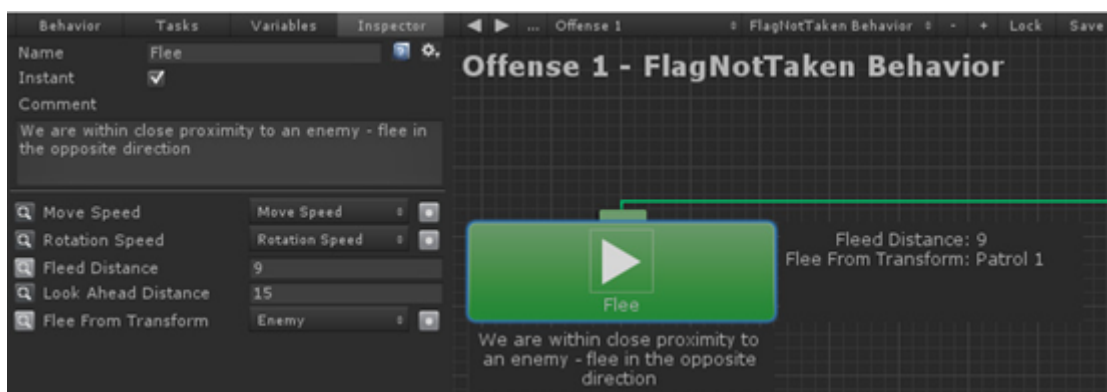 Behavior Tasks Variables Inspector
Name Flee
Instant
Comment
We are within close proximity to an enemy - flee in
the opposite direction
Move Speed Move Speed
Rotation Speed Rotation Speed
Fleed Distance 9
Look Ahead Distance 15
Flee From Transform Enemy
... Offense 1 FlagNotTaken Behavior - + Lock Save
Offense 1 - FlagNotTaken Behavior
Flee
We are within close proximity to
an enemy - flee in the opposite
direction
Fleed Distance: 9
Flee From Transform: Patrol 1